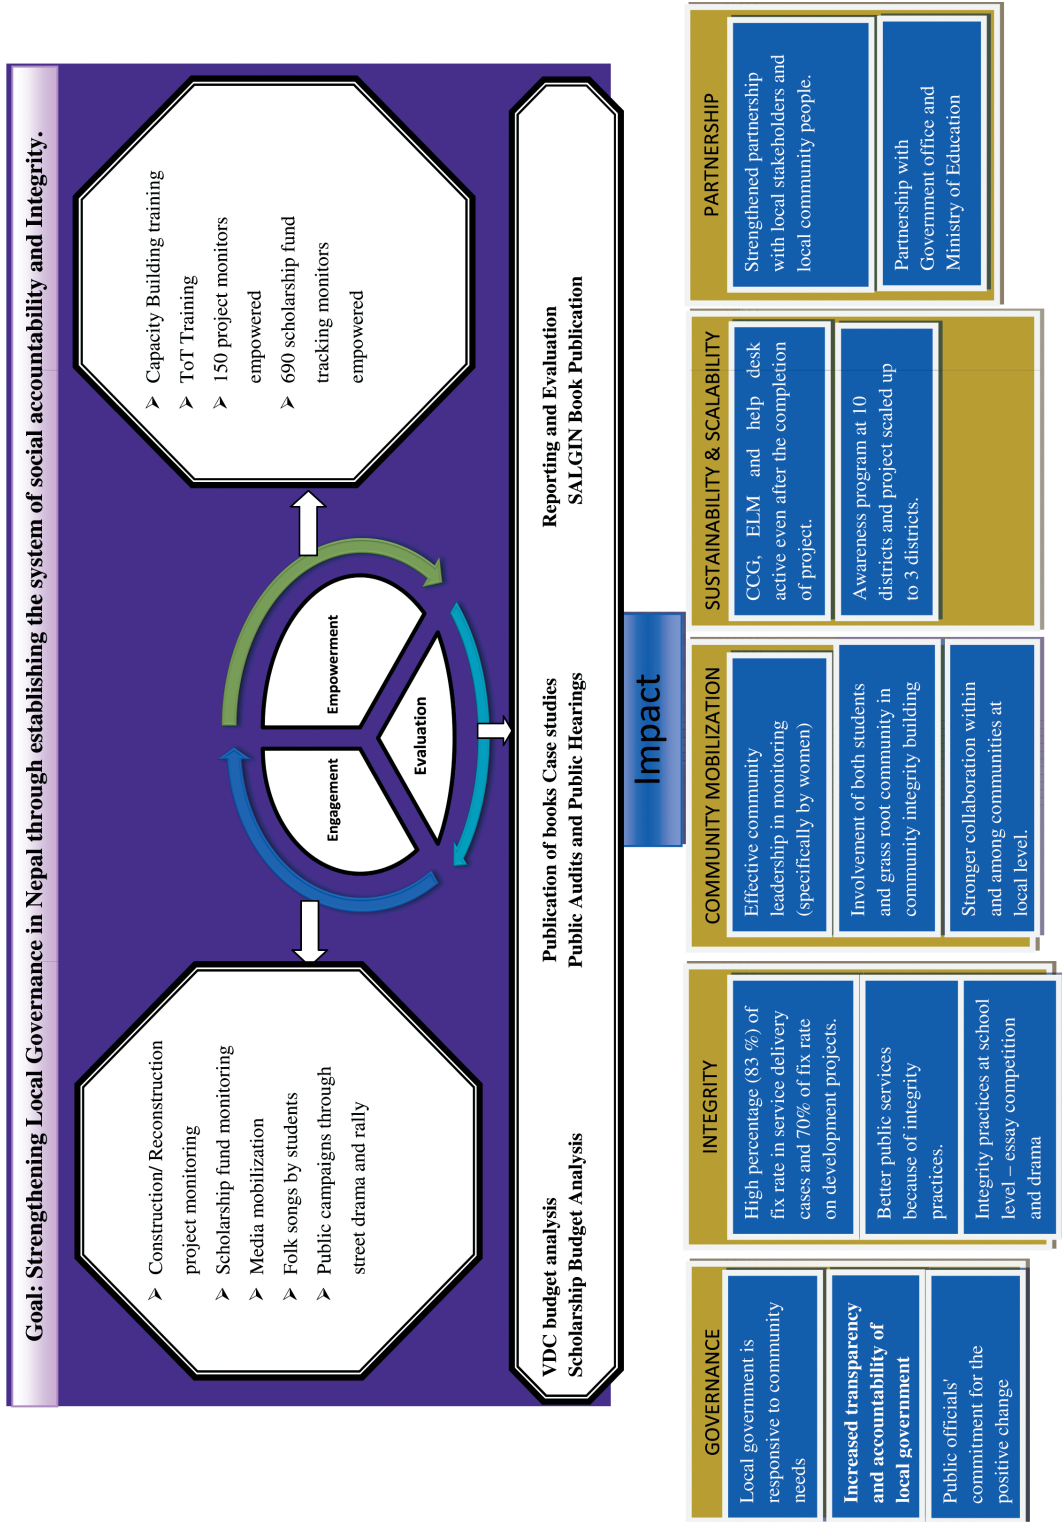 Goal: Strengthening Local Governance in Nepal through establishing the system of social accountability and Integrity.
➢ Construction/ Reconstruction
project monitoring
➢ Scholarship fund monitoring
➢ Media mobilization
➢ Folk songs by students
➢ Public campaigns through
street drama and rally
Engagement
Empowerment
Evaluation
➢ Capacity Building training
➢ ToT Training
➢ 150 project monitors
empowered
➢ 690 scholarship fund
tracking monitors
empowered
VDC budget analysis
Scholarship Budget Analysis
Publication of books Case studies
Public Audits and Public Hearings
Reporting and Evaluation
SALGIN Book Publication
Impact
GOVERNANCE
Local government is
responsive to community
needs
Increased transparency
and accountability of
local government
Public officials'
commitment for the
positive change
INTEGRITY
High percentage (83 %) of
fix rate in service delivery
cases and 70% of fix rate
on development projects.
Better public services
because of integrity
practices.
Integrity practices at school
level – essay competition
and drama
COMMUNITY MOBILIZATION
Effective community
leadership in monitoring
(specifically by women)
Involvement of both students
and grass root community in
community integrity building
Stronger collaboration within
and among communities at
local level.
SUSTAINABILITY & SCALABILITY
CCG, ELM and help desk
active even after the completion
of project.
Awareness program at 10
districts and project scaled up
to 3 districts.
PARTNERSHIP
Strengthened partnership
with local stakeholders and
local community people.
Partnership with
Government office and
Ministry of Education